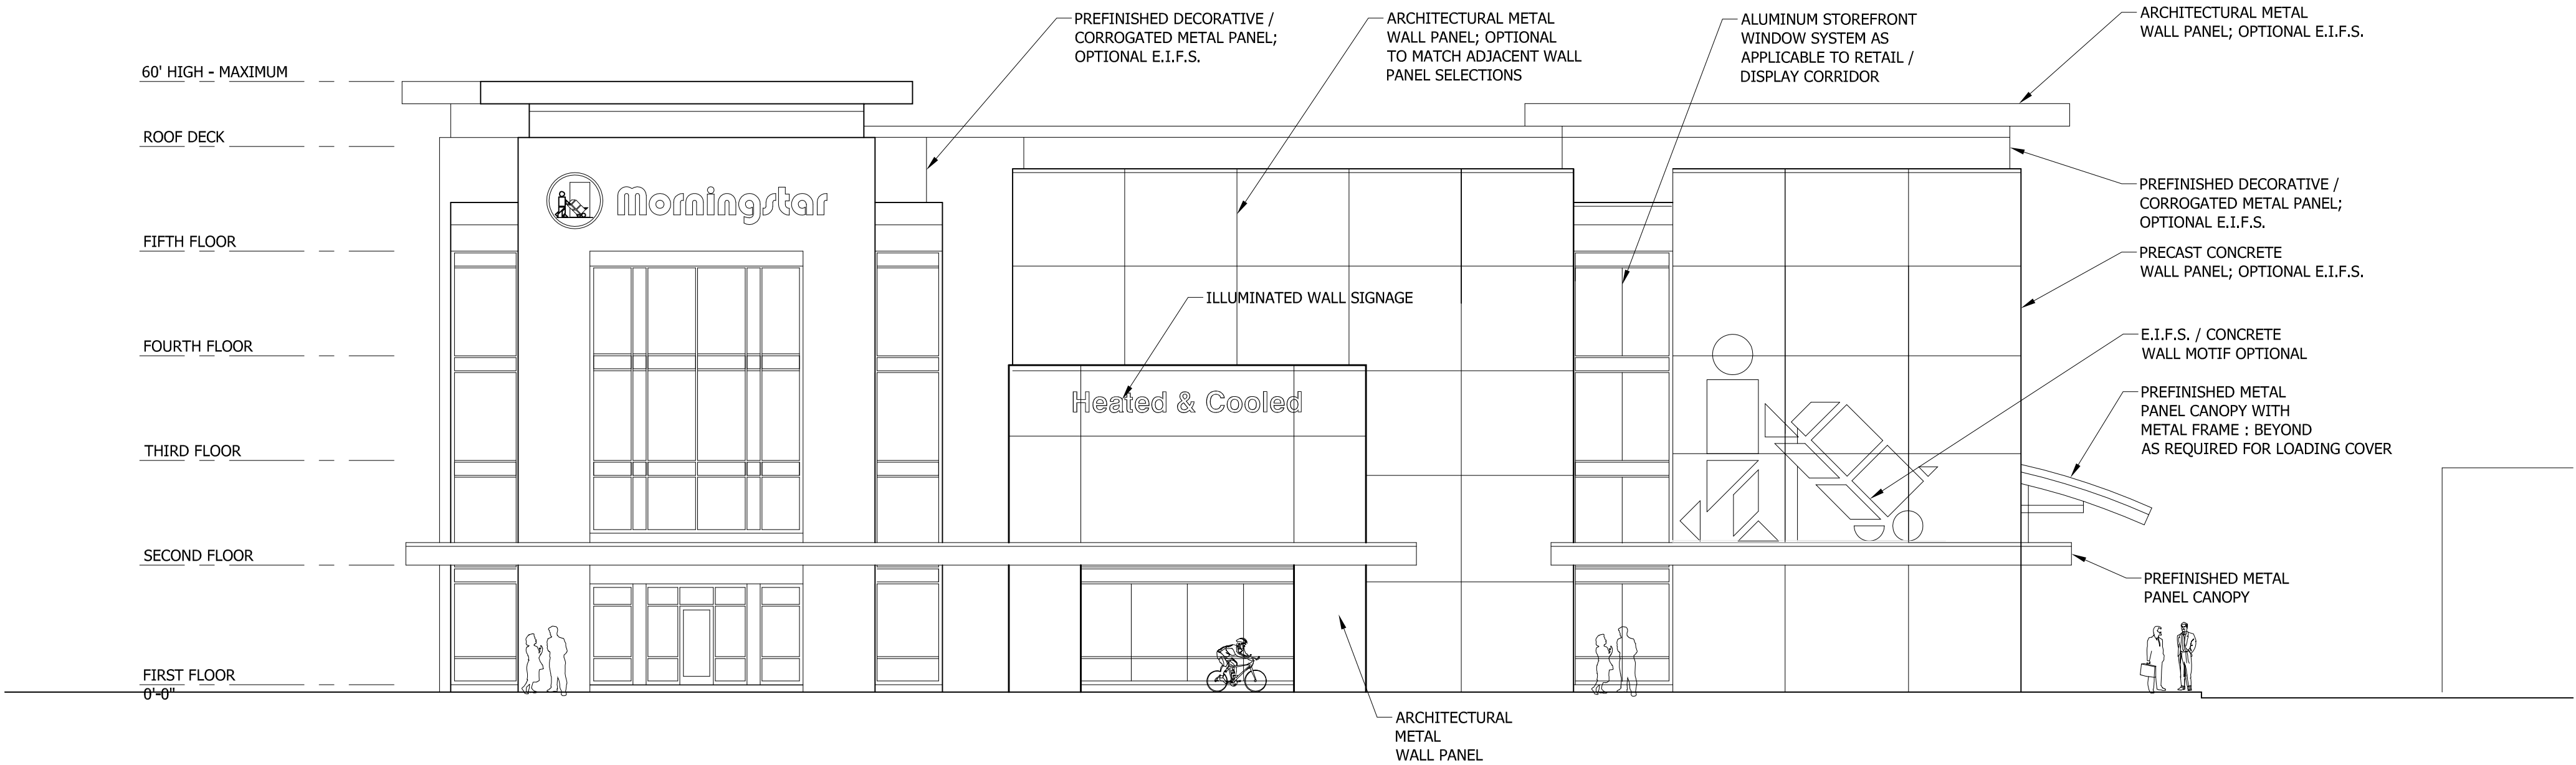 PREFINISHED DECORATIVE /
CORROGATED METAL PANEL;
OPTIONAL E.I.F.S.
ARCHITECTURAL METAL
WALL PANEL; OPTIONAL
TO MATCH ADJACENT WALL
PANEL SELECTIONS
ALUMINUM STOREFRONT
WINDOW SYSTEM AS
APPLICABLE TO RETAIL /
DISPLAY CORRIDOR
ARCHITECTURAL METAL
WALL PANEL; OPTIONAL E.I.F.S.
60' HIGH - MAXIMUM
ROOF DECK
FIFTH FLOOR
FOURTH FLOOR
THIRD FLOOR
SECOND FLOOR
FIRST FLOOR
0'-0"
Morningstar
ILLUMINATED WALL SIGNAGE
Heated & Cooled
PREFINISHED DECORATIVE /
CORROGATED METAL PANEL;
OPTIONAL E.I.F.S.
PRECAST CONCRETE
WALL PANEL; OPTIONAL E.I.F.S.
E.I.F.S. / CONCRETE
WALL MOTIF OPTIONAL
PREFINISHED METAL
PANEL CANOPY WITH
METAL FRAME : BEYOND
AS REQUIRED FOR LOADING COVER
PREFINISHED METAL
PANEL CANOPY
ARCHITECTURAL
METAL
WALL PANEL